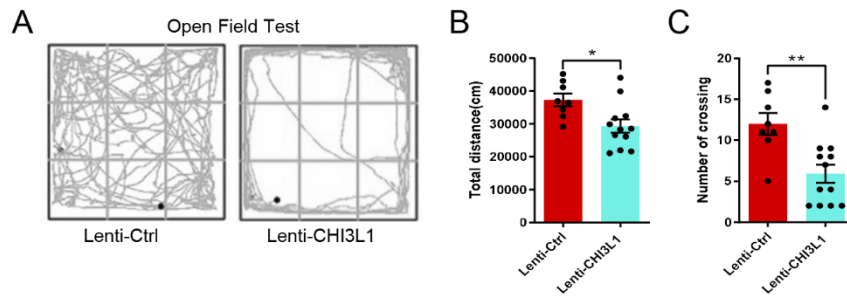 A
Open Field Test
Lenti-Ctrl
Lenti-CHI3L1
B
Total distance(cm)
50000
40000
30000
20000
10000
0
*
Lenti-Ctrl
Lenti-CHI3L1
C
Number of crossing
20
15
10
5
0
**
Lenti-Ctrl
Lenti-CHI3L1